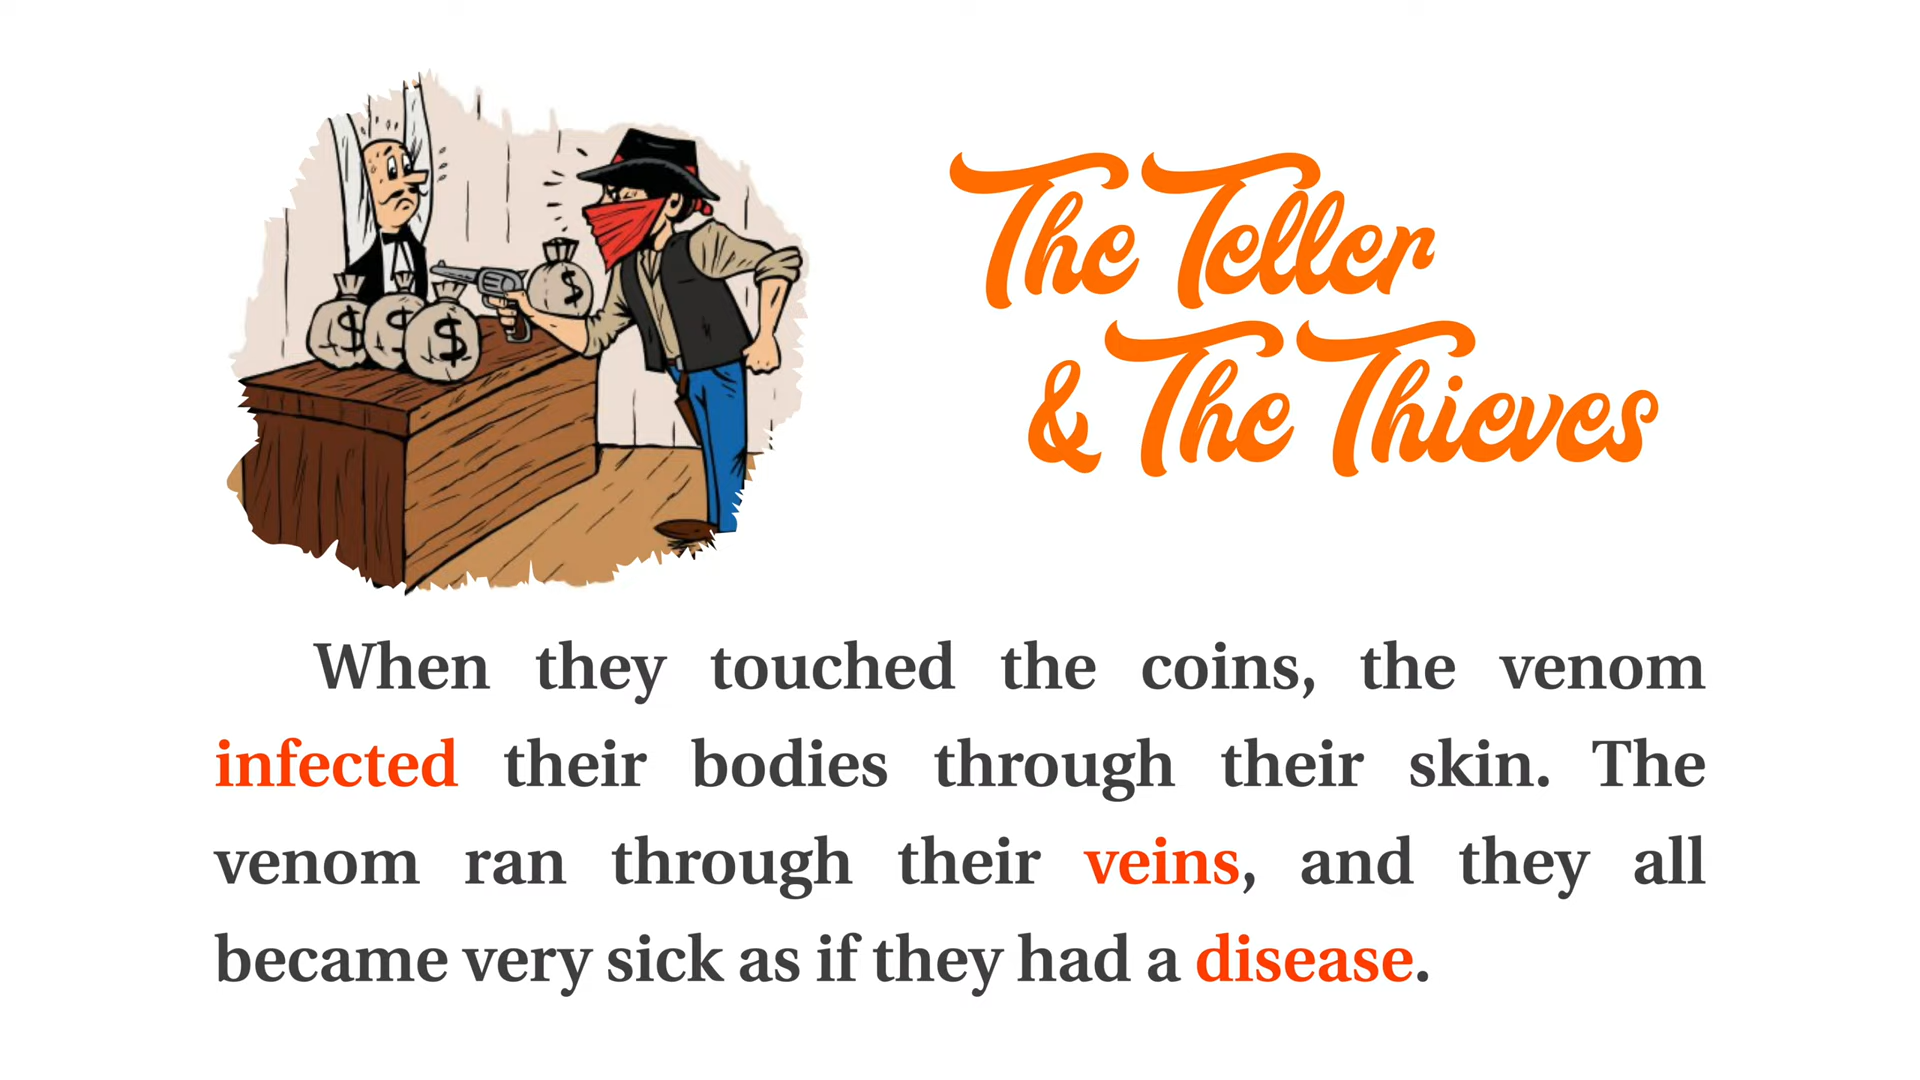 The Teller
& The Thieves
$ $ $ $
When they touched the coins, the venom
infected their bodies through their skin. The
venom ran through their veins, and they all
became very sick as if they had a disease.